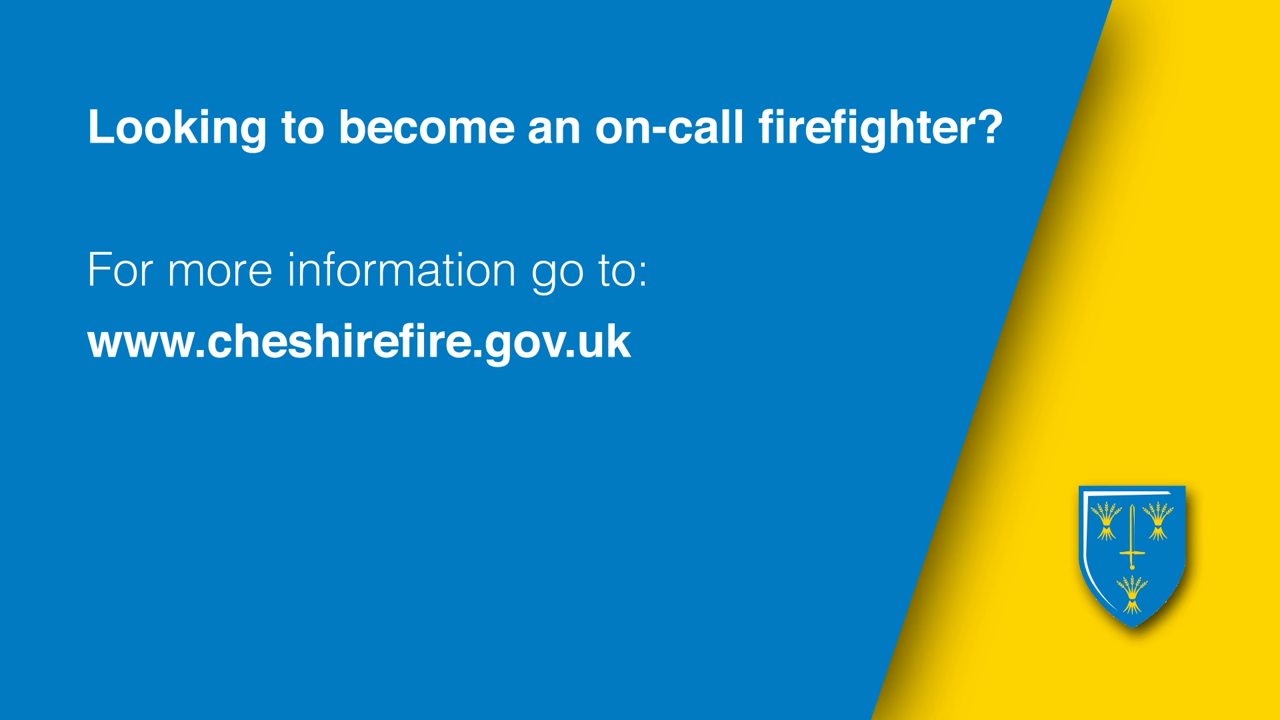 Looking to become an on-call firefighter?
For more information go to:
www.cheshirefire.gov.uk